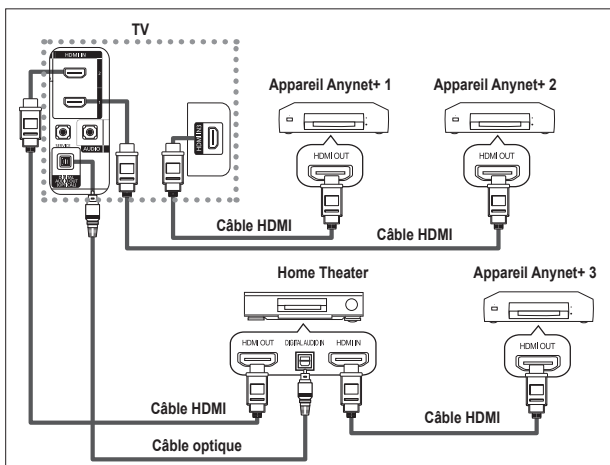 TV
HDMI IN
Appareil Anynet+ 1
Appareil Anynet+ 2
AUDIO
HDMI OUT
HDMI OUT
Câble HDMI
Câble HDMI
Home Theater
Appareil Anynet+ 3
HDMI OUT
DIGITAL AUDIO IN
HDMI IN
HDMI OUT
Câble HDMI
Câble HDMI
Câble optique